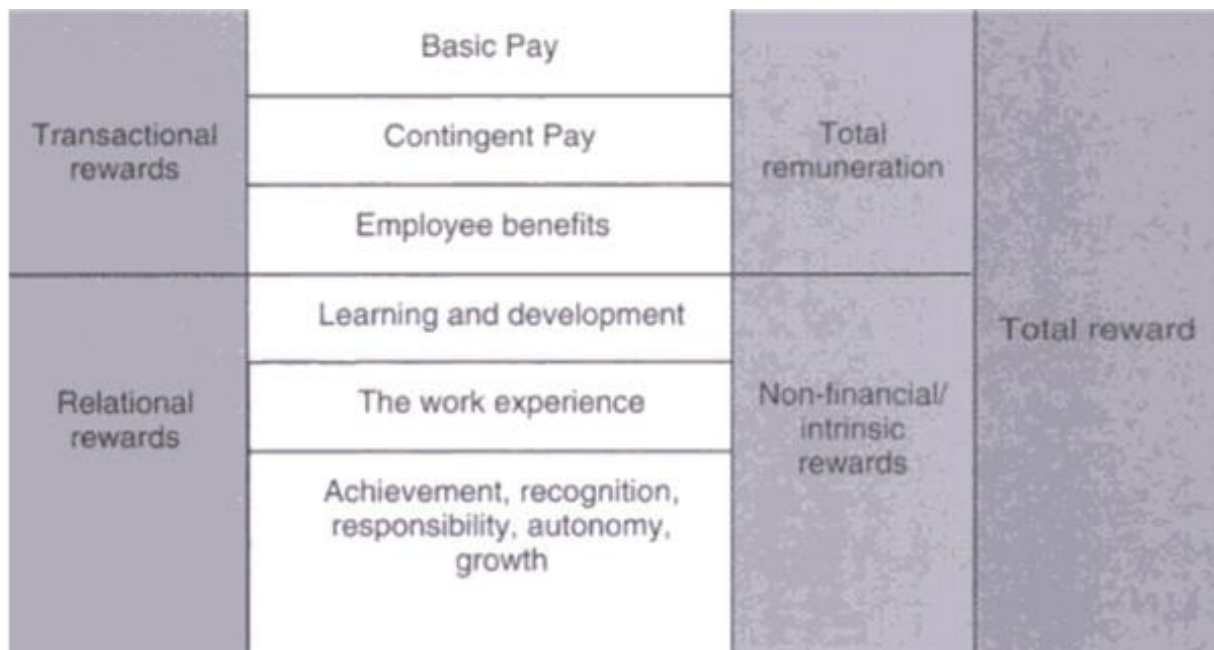 Transactional
rewards
Basic Pay
Contingent Pay
Employee benefits
Total
remuneration
Relational
rewards
Learning and development
The work experience
Achievement, recognition,
responsibility, autonomy,
growth
Non-financial/
intrinsic
rewards
Total reward